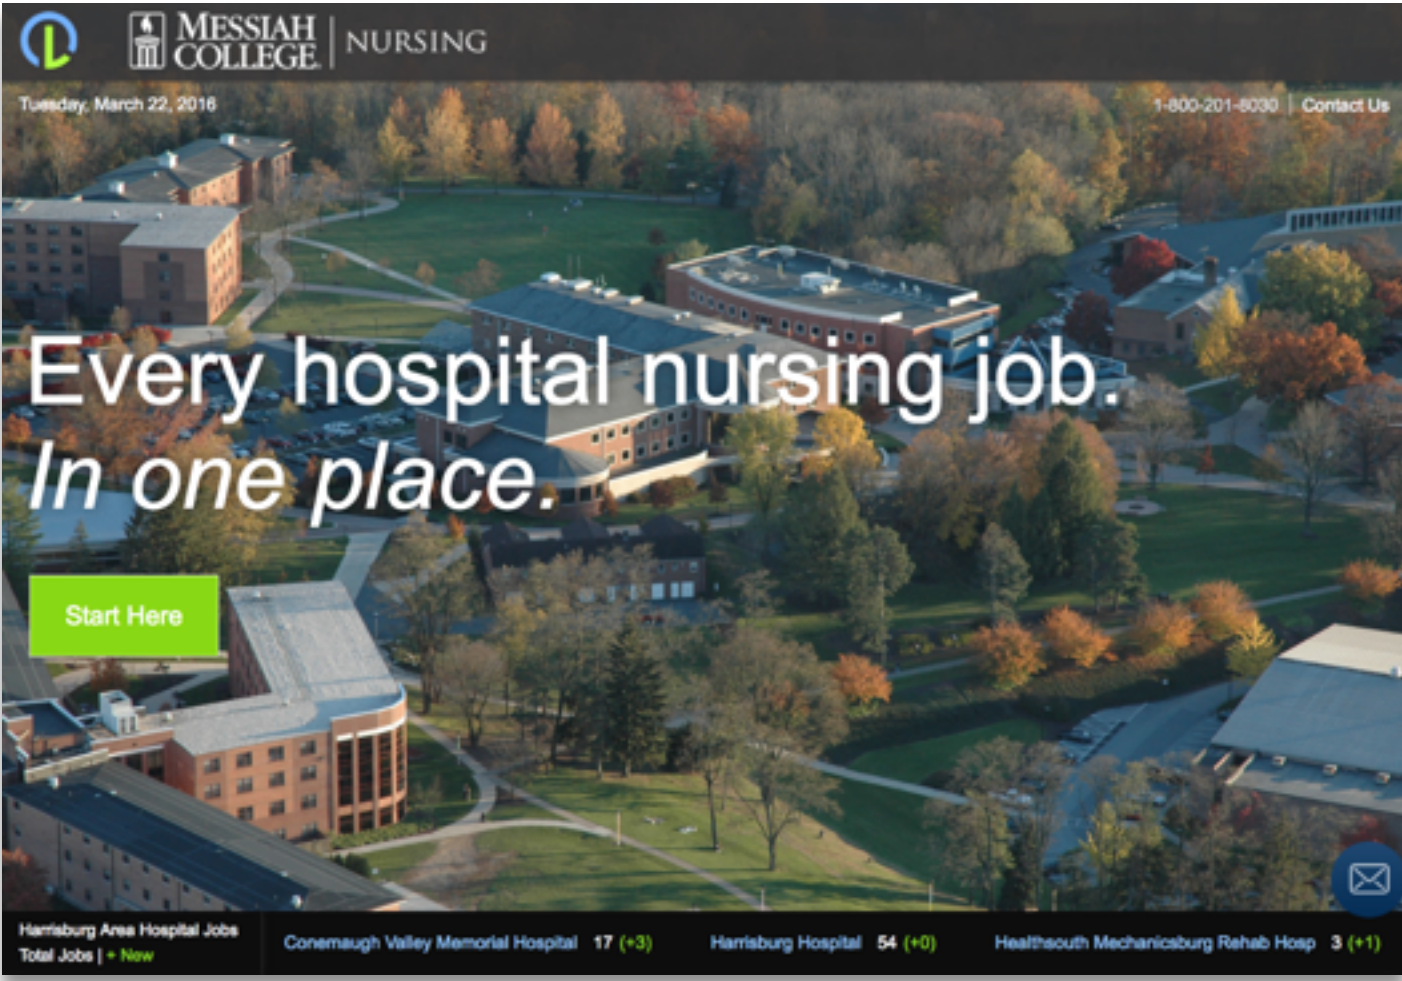 MESSIAH
COLLEGE. | NURSING
Tuesday, March 22, 2016
1-800-201-8030 | Contact Us
Every hospital nursing job.
In one place.
Start Here
Harrisburg Area Hospital Jobs
Total Jobs | + New
Conemaugh Valley Memorial Hospital 17 (+3) Harrisburg Hospital 54 (+0) Healthsouth Mechanicsburg Rehab Hosp 3 (+1)